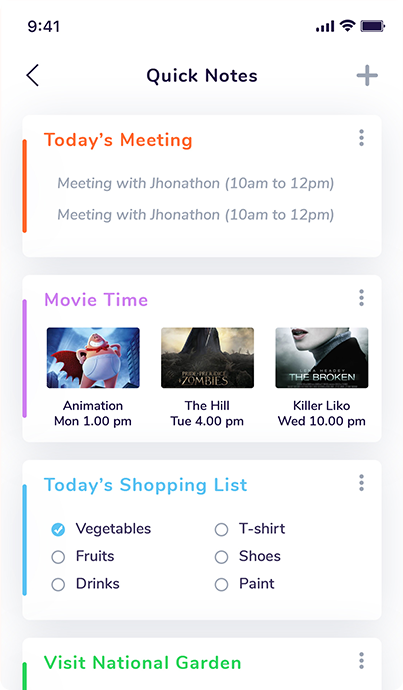 9:41
Quick Notes
Today's Meeting
Meeting with Jhonathon (10am to 12pm)
Meeting with Jhonathon (10am to 12pm)
Movie Time
PRIDE + PREJUDICE
& ZOMBIES
LENA HEADEY
THE BROKEN
Animation
The Hill
Killer Liko
Mon 1.00 pm
Tue 4.00 pm
Wed 10.00 pm
Today's Shopping List
Vegetables
T-shirt
Fruits
Shoes
Drinks
Paint
Visit National Garden